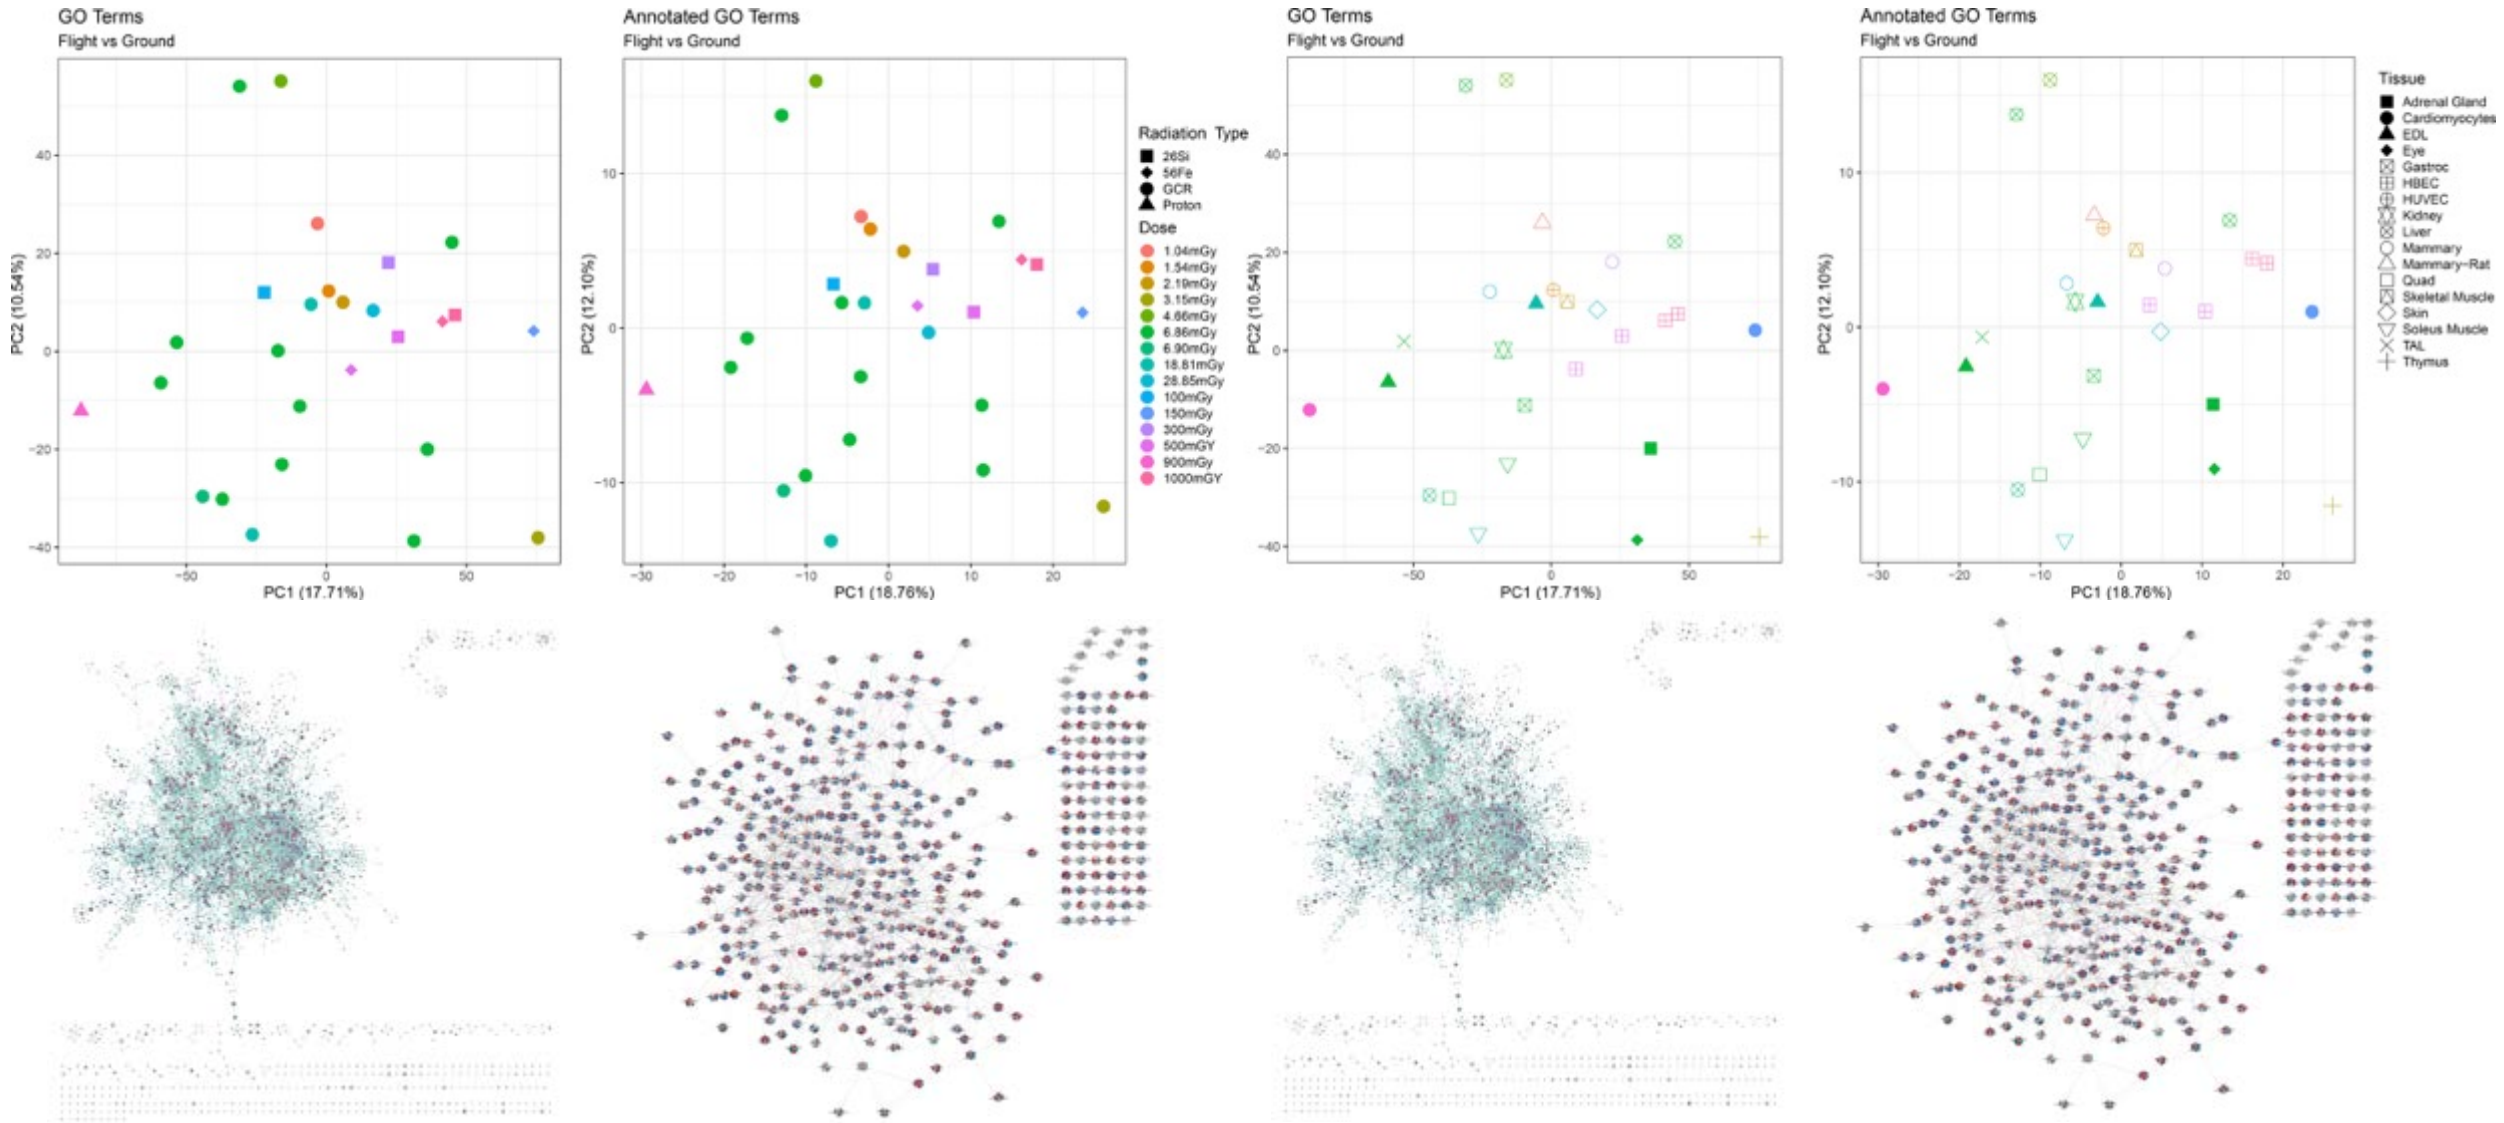 GO Terms
Flight vs Ground
40
20
0
−20
−40
−50
0
50
PC2 (10.54%)
PC1 (17.71%)
Annotated GO Terms
Flight vs Ground
10
0
−10
−30
−20
−10
0
10
20
PC2 (12.10%)
PC1 (18.76%)
Radiation Type
26Si
56Fe
GCR
Proton
Dose
1.04mGy
1.54mGy
2.19mGy
3.15mGy
4.66mGy
6.86mGy
6.90mGy
18.81mGy
28.85mGy
100mGy
150mGy
300mGy
500mGY
900mGy
1000mGY
GO Terms
Flight vs Ground
40
20
0
−20
−40
−50
0
50
PC2 (10.54%)
PC1 (17.71%)
Annotated GO Terms
Flight vs Ground
10
0
−10
−30
−20
−10
0
10
20
PC2 (12.10%)
PC1 (18.76%)
Tissue
Adrenal Gland
Cardiomyocytes
EDL
Eye
Gastroc
HBEC
HUVEC
Kidney
Liver
Mammary
Mammary−Rat
Quad
Skeletal Muscle
Skin
Soleus Muscle
TAL
Thymus